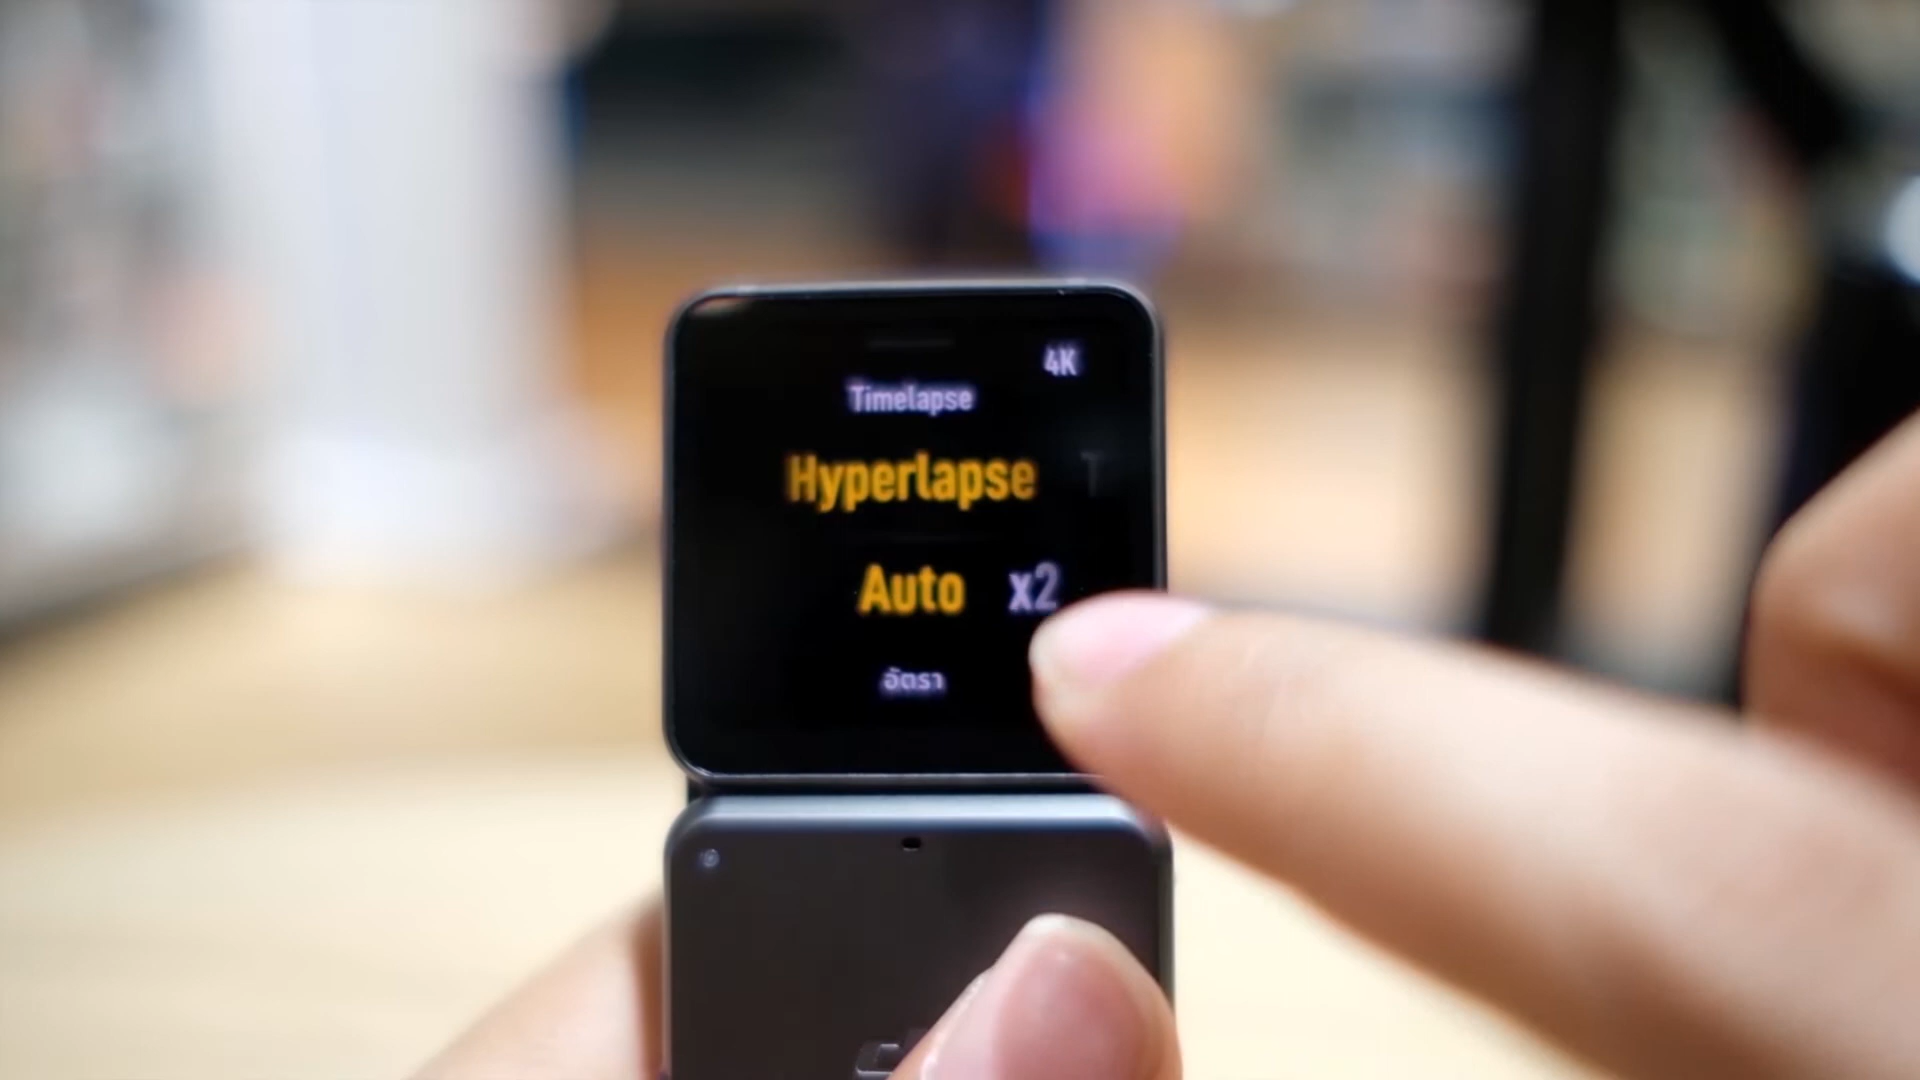 4K
Timelapse
Hyperlapse T
Auto x2
อัตรา